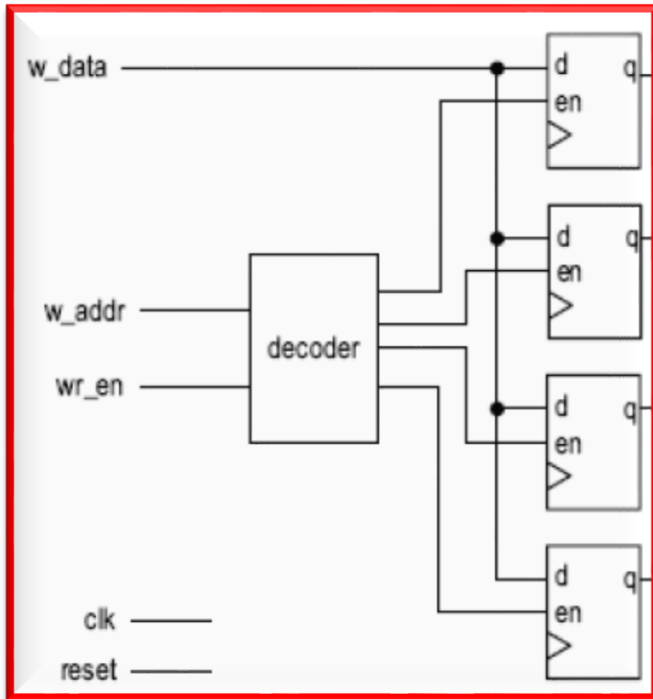 w_data
d q
en
d q
en
w_addr
decoder
wr_en
d q
en
d q
en
clk
reset